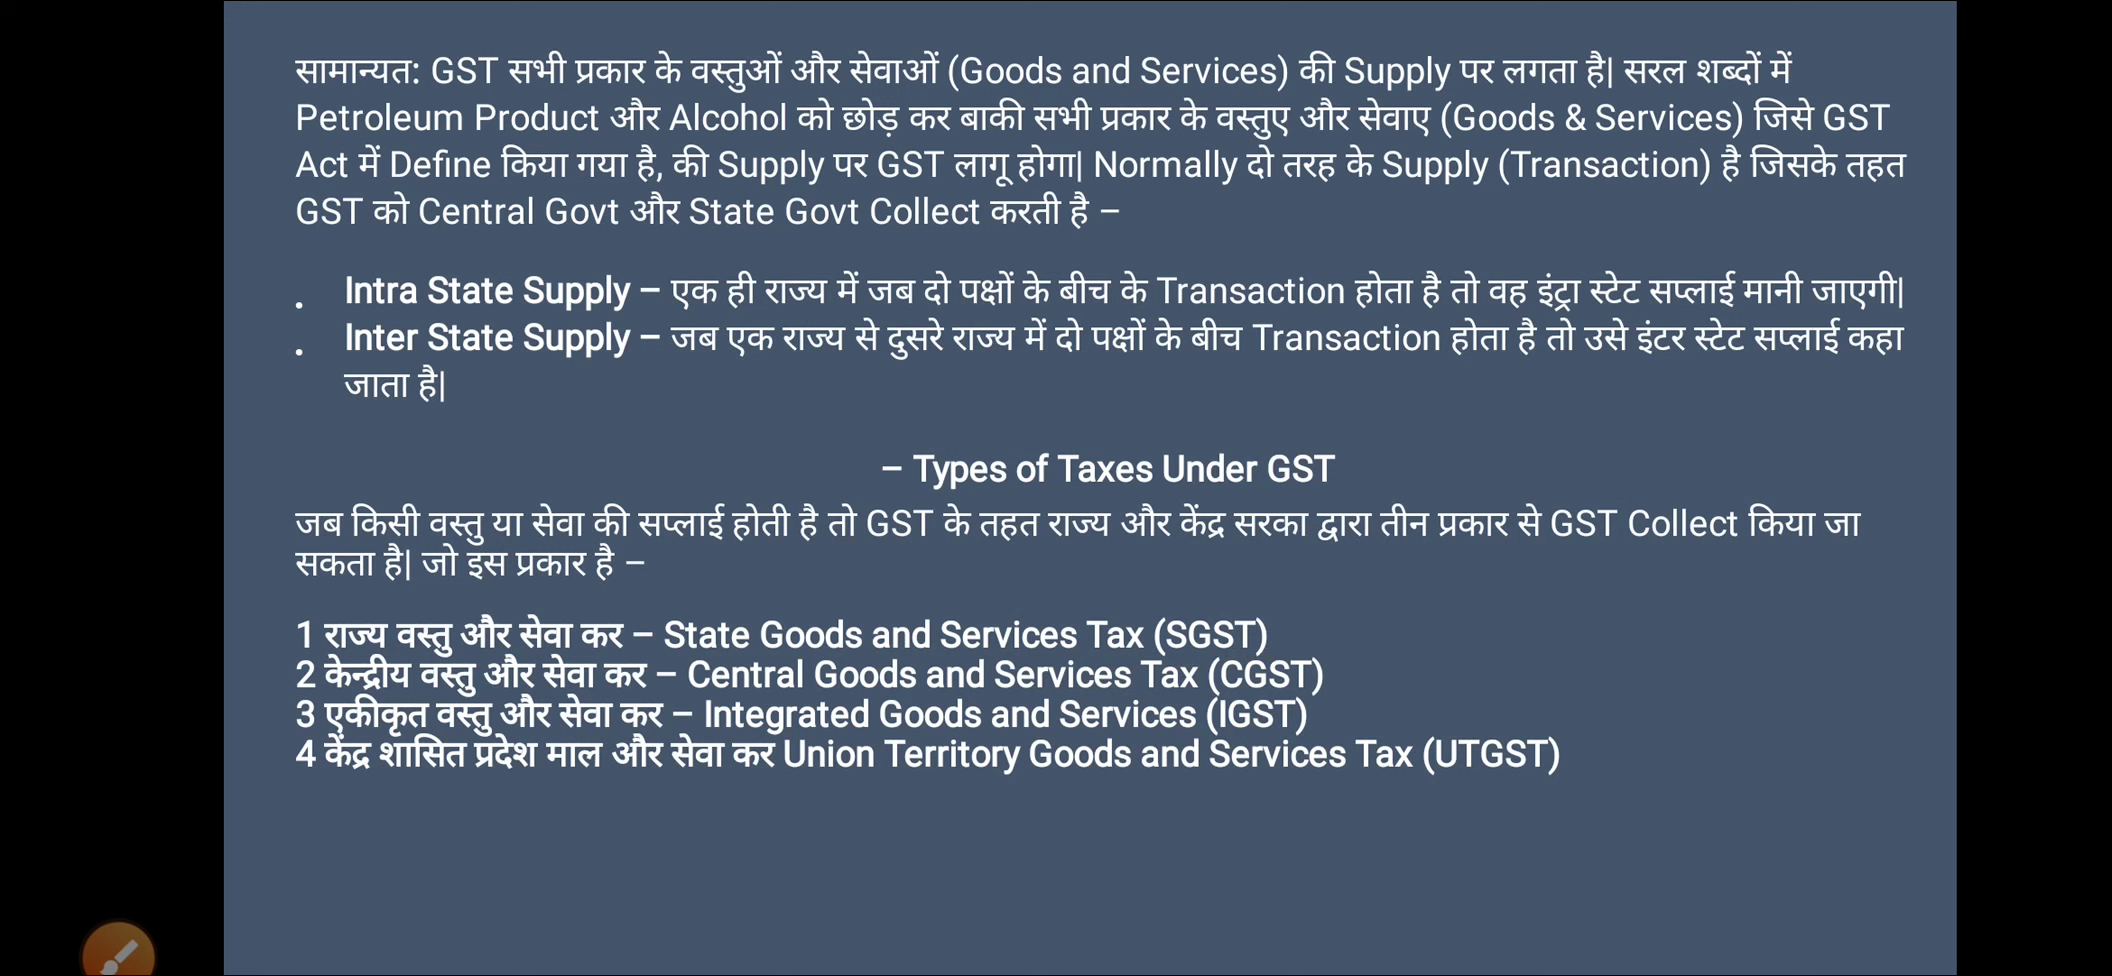 सामान्यत: GST सभी प्रकार के वस्तुओं और सेवाओं (Goods and Services) की Supply पर लगता है| सरल शब्दों में
Petroleum Product और Alcohol को छोड़ कर बाकी सभी प्रकार के वस्तुए और सेवाए (Goods & Services) जिसे GST
Act में Define किया गया है, की Supply पर GST लागू होगा| Normally दो तरह के Supply (Transaction) है जिसके तहत
GST को Central Govt और State Govt Collect करती है –
. Intra State Supply – एक ही राज्य में जब दो पक्षों के बीच के Transaction होता है तो वह इंट्रा स्टेट सप्लाई मानी जाएगी|
. Inter State Supply – जब एक राज्य से दुसरे राज्य में दो पक्षों के बीच Transaction होता है तो उसे इंटर स्टेट सप्लाई कहा
जाता है|
– Types of Taxes Under GST
जब किसी वस्तु या सेवा की सप्लाई होती है तो GST के तहत राज्य और केंद्र सरका द्वारा तीन प्रकार से GST Collect किया जा
सकता है| जो इस प्रकार है –
1 राज्य वस्तु और सेवा कर – State Goods and Services Tax (SGST)
2 केन्द्रीय वस्तु और सेवा कर – Central Goods and Services Tax (CGST)
3 एकीकृत वस्तु और सेवा कर – Integrated Goods and Services (IGST)
4 केंद्र शासित प्रदेश माल और सेवा कर Union Territory Goods and Services Tax (UTGST)